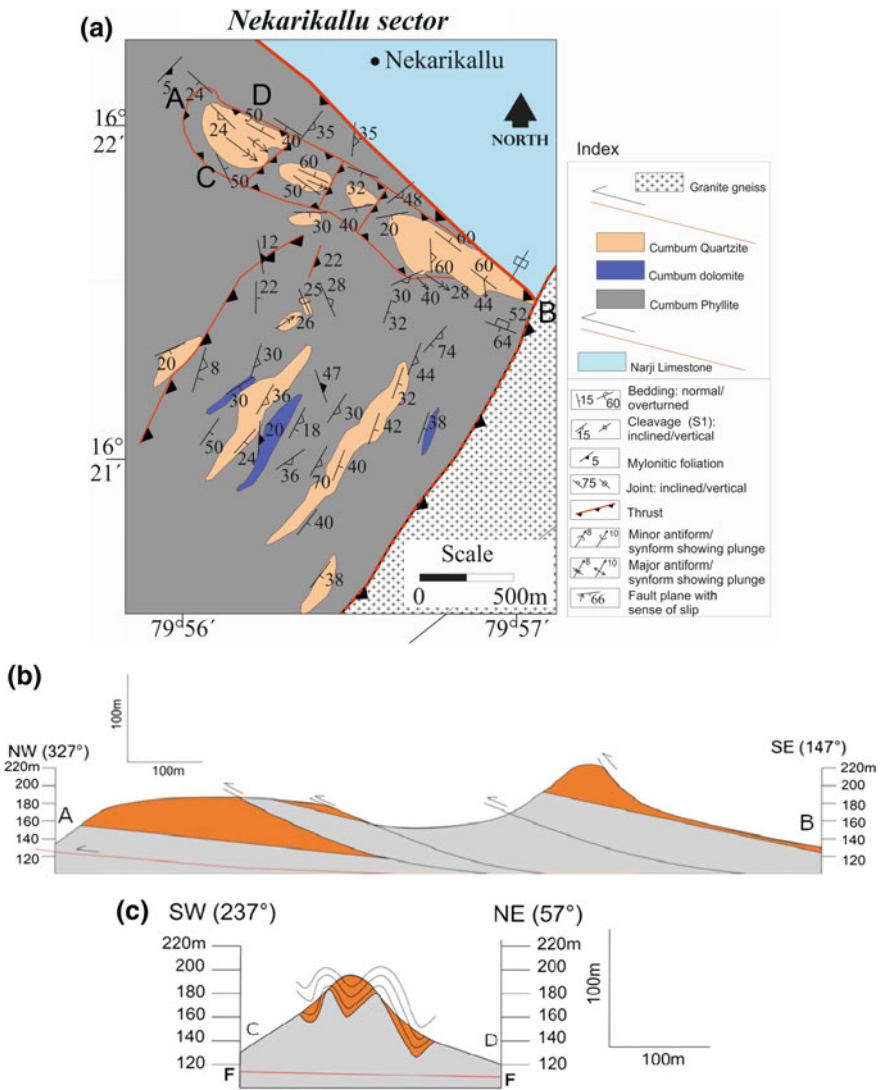 Nekarikallu sector
(a)
Nekarikallu
5
24
A
D
50
16°
22′
24
40
35
35
NORTH
C
50
60
50
32
48
30
40
20
60
12
22
60
60
22
25
28
30
40
28
44
B
26
32
52
64
20
8
30
74
44
47
36
32
30
30
38
20
18
42
16°
21′
50
24
36
70
40
40
38
Scale
500m
79°56′
79°57′
Index
Granite gneiss
Cumbum Quartzite
Cumbum dolomite
Cumbum Phyllite
Narji Limestone
15
60
Bedding: normal/
overturned
15
Cleavage (S1):
inclined/vertical
5
Mylonitic foliation
75
Joint: inclined/vertical
Thrust
8
10
Minor antiform/
synform showing plunge
8
10
Major antiform/
synform showing plunge
66
Fault plane with
sense of slip
(b)
100m
100m
NW (327°)
SE (147°)
220m
200
180
160
140
120
A
220m
200
180
160
140
120
B
(c)
SW (237°)
NE (57°)
220m
200
180
160
140
120
C
F
220m
200
180
160
140
120
D
F
100m
100m